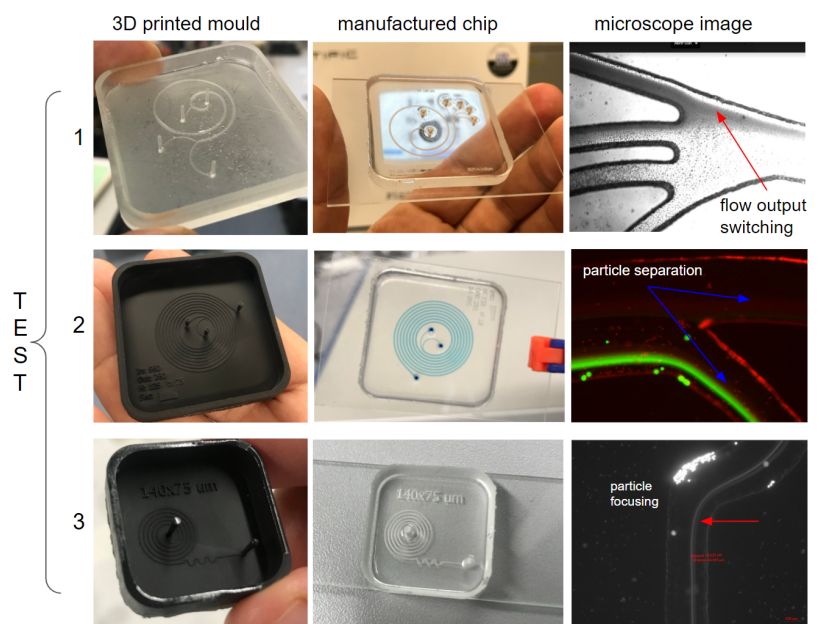 3D printed mould
manufactured chip
microscope image
TEST
1
flow output
switching
2
particle separation
3
140x75 um
140x75 um
particle
focusing